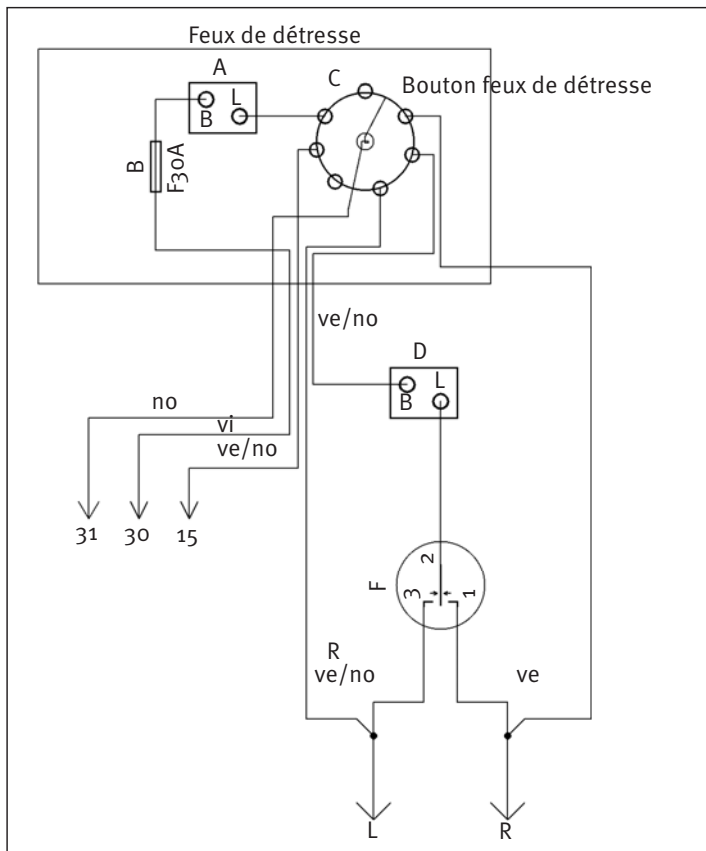 Feux de détresse
A
C
Bouton feux de détresse
B
L
B
F30A
ve/no
D
L
B
no
vi
ve/no
31
30
15
2
F
3
1
R
ve/no
ve
L
R